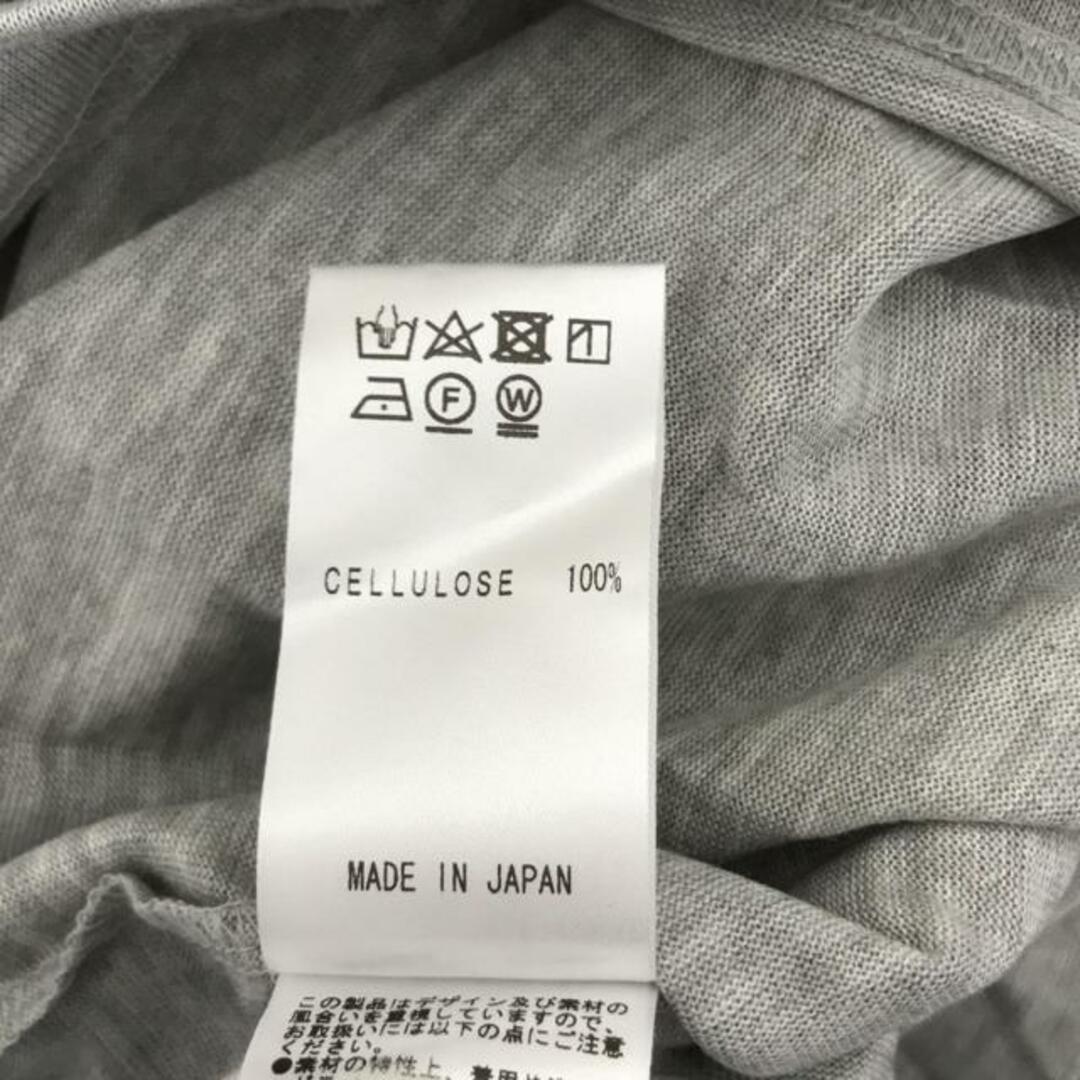 F W
CELLULOSE 100%
MADE IN JAPAN
この製品はデザイン及び素材の
風合いを重視していますので、
お取扱いには以下の点にご注意
ください。
●素材の特性上、着用